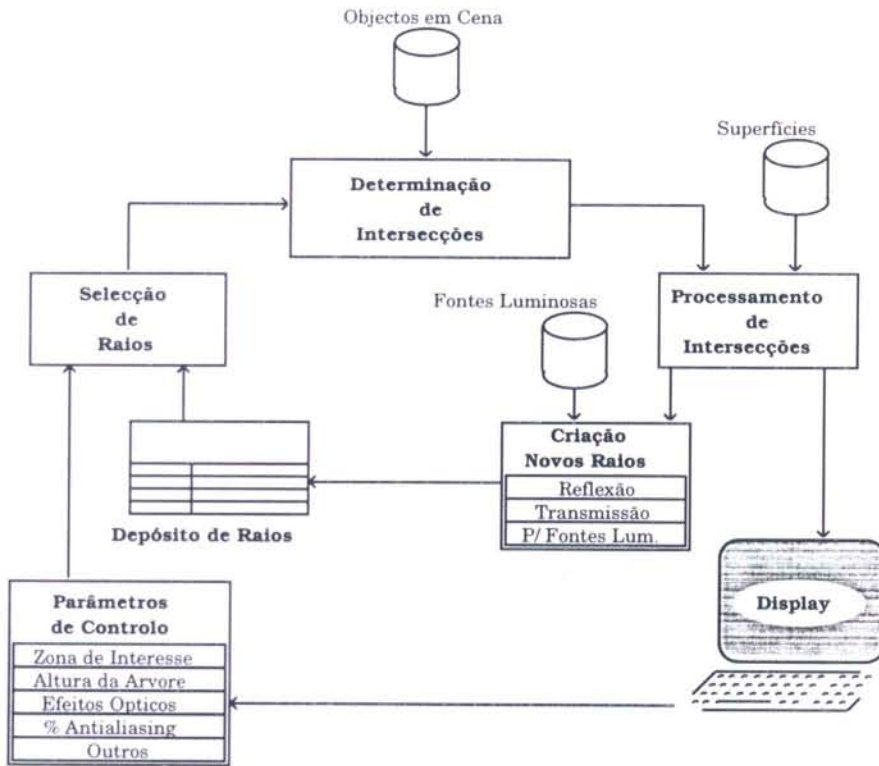 Objectos em Cena
Superfícies
Determinação
de
Intersecções
Selecção
de
Raios
Fontes Luminosas
Processamento
de
Intersecções
Criação
Novos Raios
Reflexão
Transmissão
P/ Fontes Lum.
Depósito de Raios
Display
Parâmetros
de Controlo
Zona de Interesse
Altura da Arvore
Efeitos Opticos
% Antialiasing
Outros